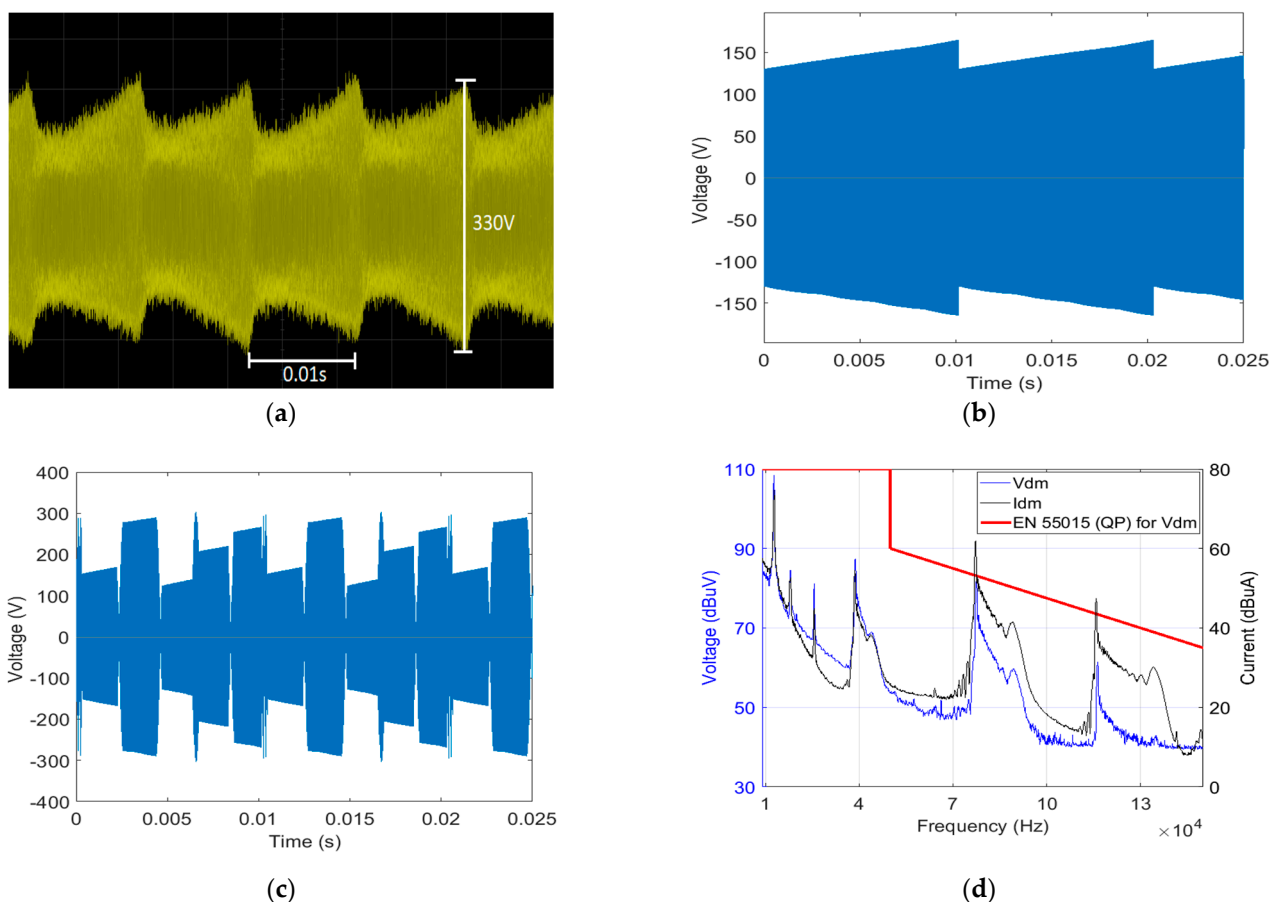 330V
0.01s
(a)
150
100
50
0
-50
-100
-150
Voltage (V)
0
0.005
0.01
0.015
0.02
0.025
Time (s)
(b)
400
300
200
100
0
-100
-200
-300
-400
Voltage (V)
0
0.005
0.01
0.015
0.02
0.025
Time (s)
(c)
110
90
70
50
30
Voltage (dBuV)
Vdm
Idm
EN 55015 (QP) for Vdm
80
60
40
20
0
Current (dBuA)
1
4
7
10
13
×10⁴
Frequency (Hz)
(d)